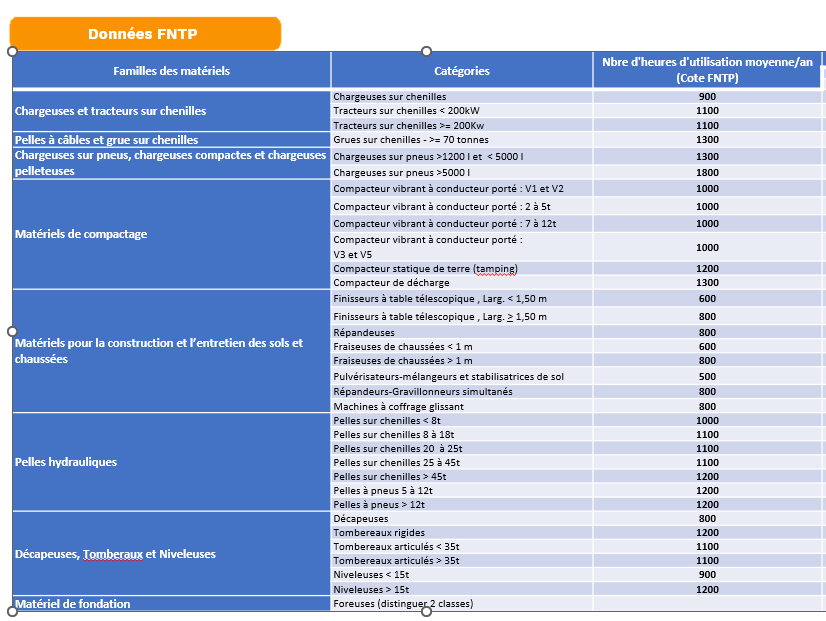 Données FNTP
Familles des matériels Catégories Nbre d'heures d'utilisation moyenne/an
(Cote FNTP)
Chargeuses et tracteurs sur chenilles
Chargeuses sur chenilles 900
Tracteurs sur chenilles < 200kW 1100
Tracteurs sur chenilles >= 200Kw 1100
Pelles à câbles et grue sur chenilles Grues sur chenilles - >= 70 tonnes 1300
Chargeuses sur pneus, chargeuses compactes et chargeuses
pelleteuses
Chargeuses sur pneus >1200 l et < 5000 l 1300
Chargeuses sur pneus >5000 l 1800
Matériels de compactage
Compacteur vibrant à conducteur porté : V1 et V2 1000
Compacteur vibrant à conducteur porté : 2 à 5t 1000
Compacteur vibrant à conducteur porté : 7 à 12t 1000
Compacteur vibrant à conducteur porté :
V3 et V5 1000
Compacteur statique de terre (tamping) 1200
Compacteur de décharge 1300
Matériels pour la construction et l'entretien des sols et
chaussées
Finisseurs à table télescopique , Larg. < 1,50 m 600
Finisseurs à table télescopique , Larg. > 1,50 m 800
Répandeuses 800
Fraiseuses de chaussées < 1 m 600
Fraiseuses de chaussées > 1 m 800
Pulvérisateurs-mélangeurs et stabilisatrices de sol 500
Répandeurs-Gravillonneurs simultanés 800
Machines à coffrage glissant 800
Pelles hydrauliques
Pelles sur chenilles < 8t 1000
Pelles sur chenilles 8 à 18t 1100
Pelles sur chenilles 20 à 25t 1100
Pelles sur chenilles 25 à 45t 1100
Pelles sur chenilles > 45t 1200
Pelles à pneus 5 à 12t 1200
Pelles à pneus > 12t 1200
Décapeuses, Tomberaux et Niveleuses
Décapeuses 800
Tombereaux rigides 1200
Tombereaux articulés < 35t 1100
Tombereaux articulés > 35t 1100
Niveleuses < 15t 900
Niveleuses > 15t 1200
Matériel de fondation Foreuses (distinguer 2 classes)